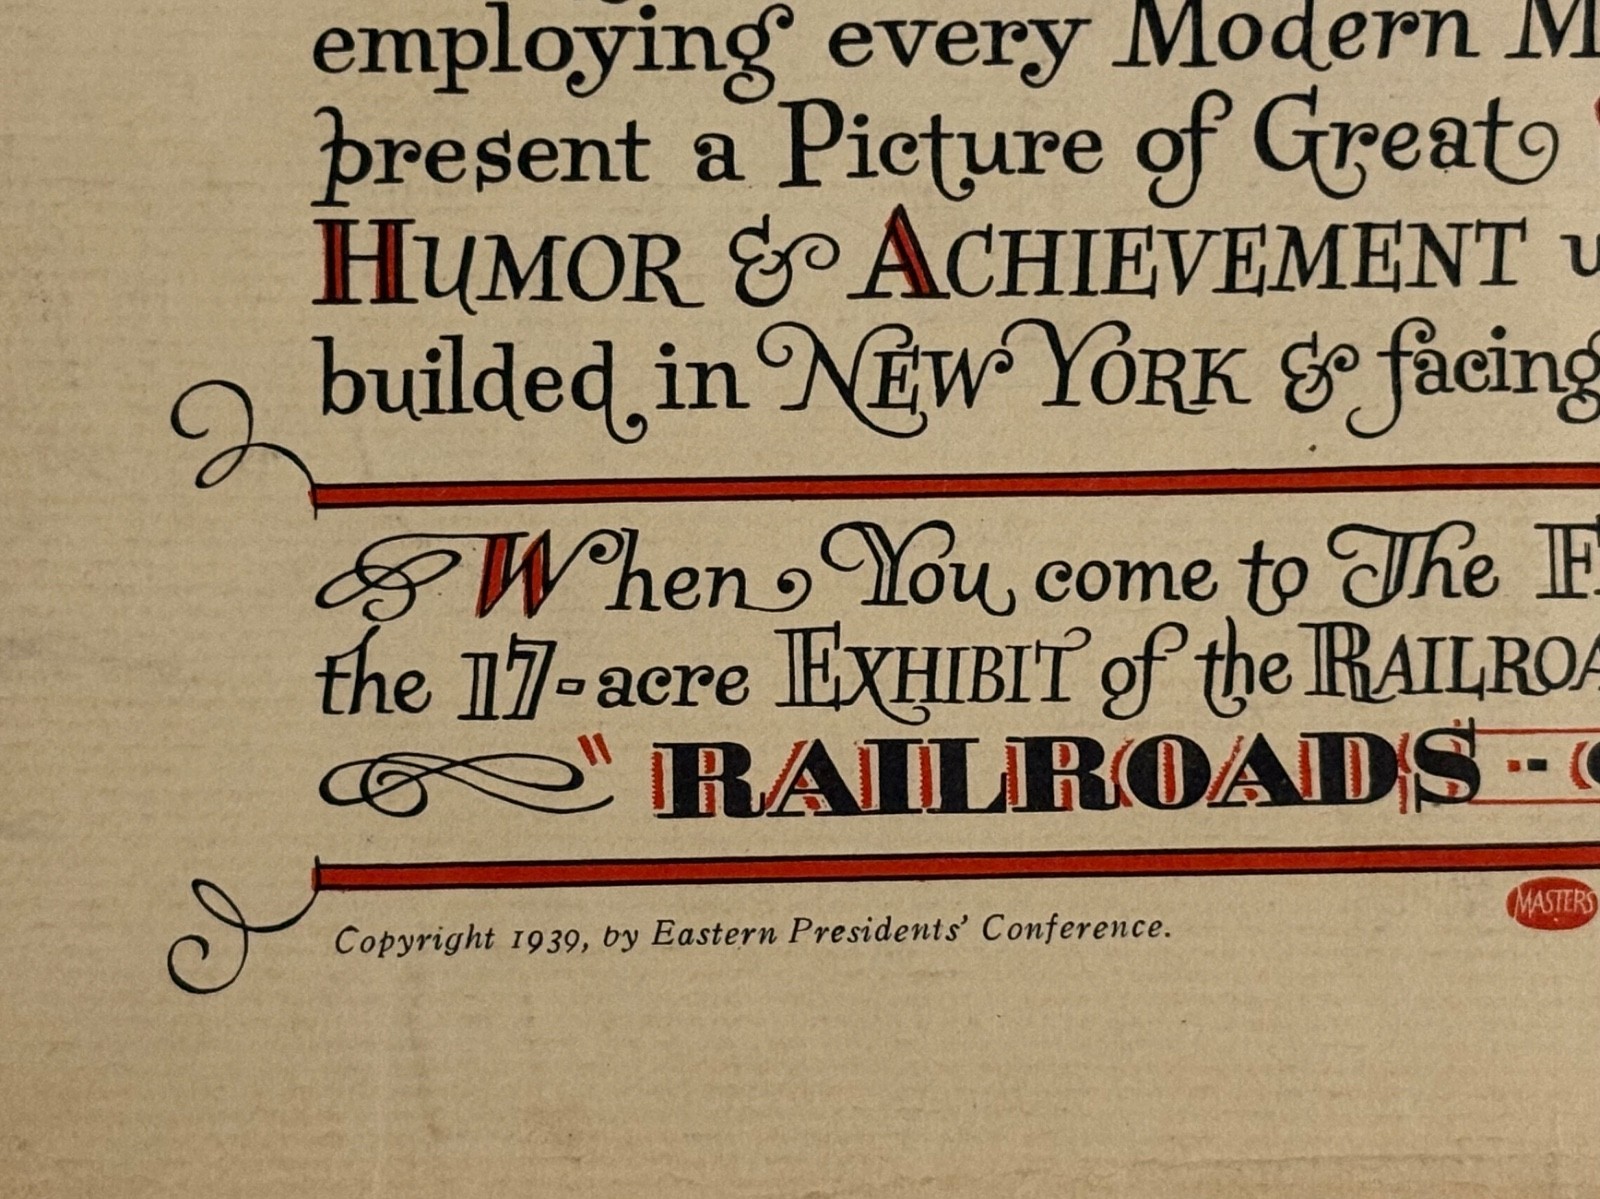 employing every Modern
present a Picture of Great
HUMOR & ACHIEVEMENT
builded in NEW YORK & facing
When You come to The
the 17-acre EXHIBIT of the
" RAILROADS --
MASTERS
Copyright 1939, by Eastern Presidents' Conference.